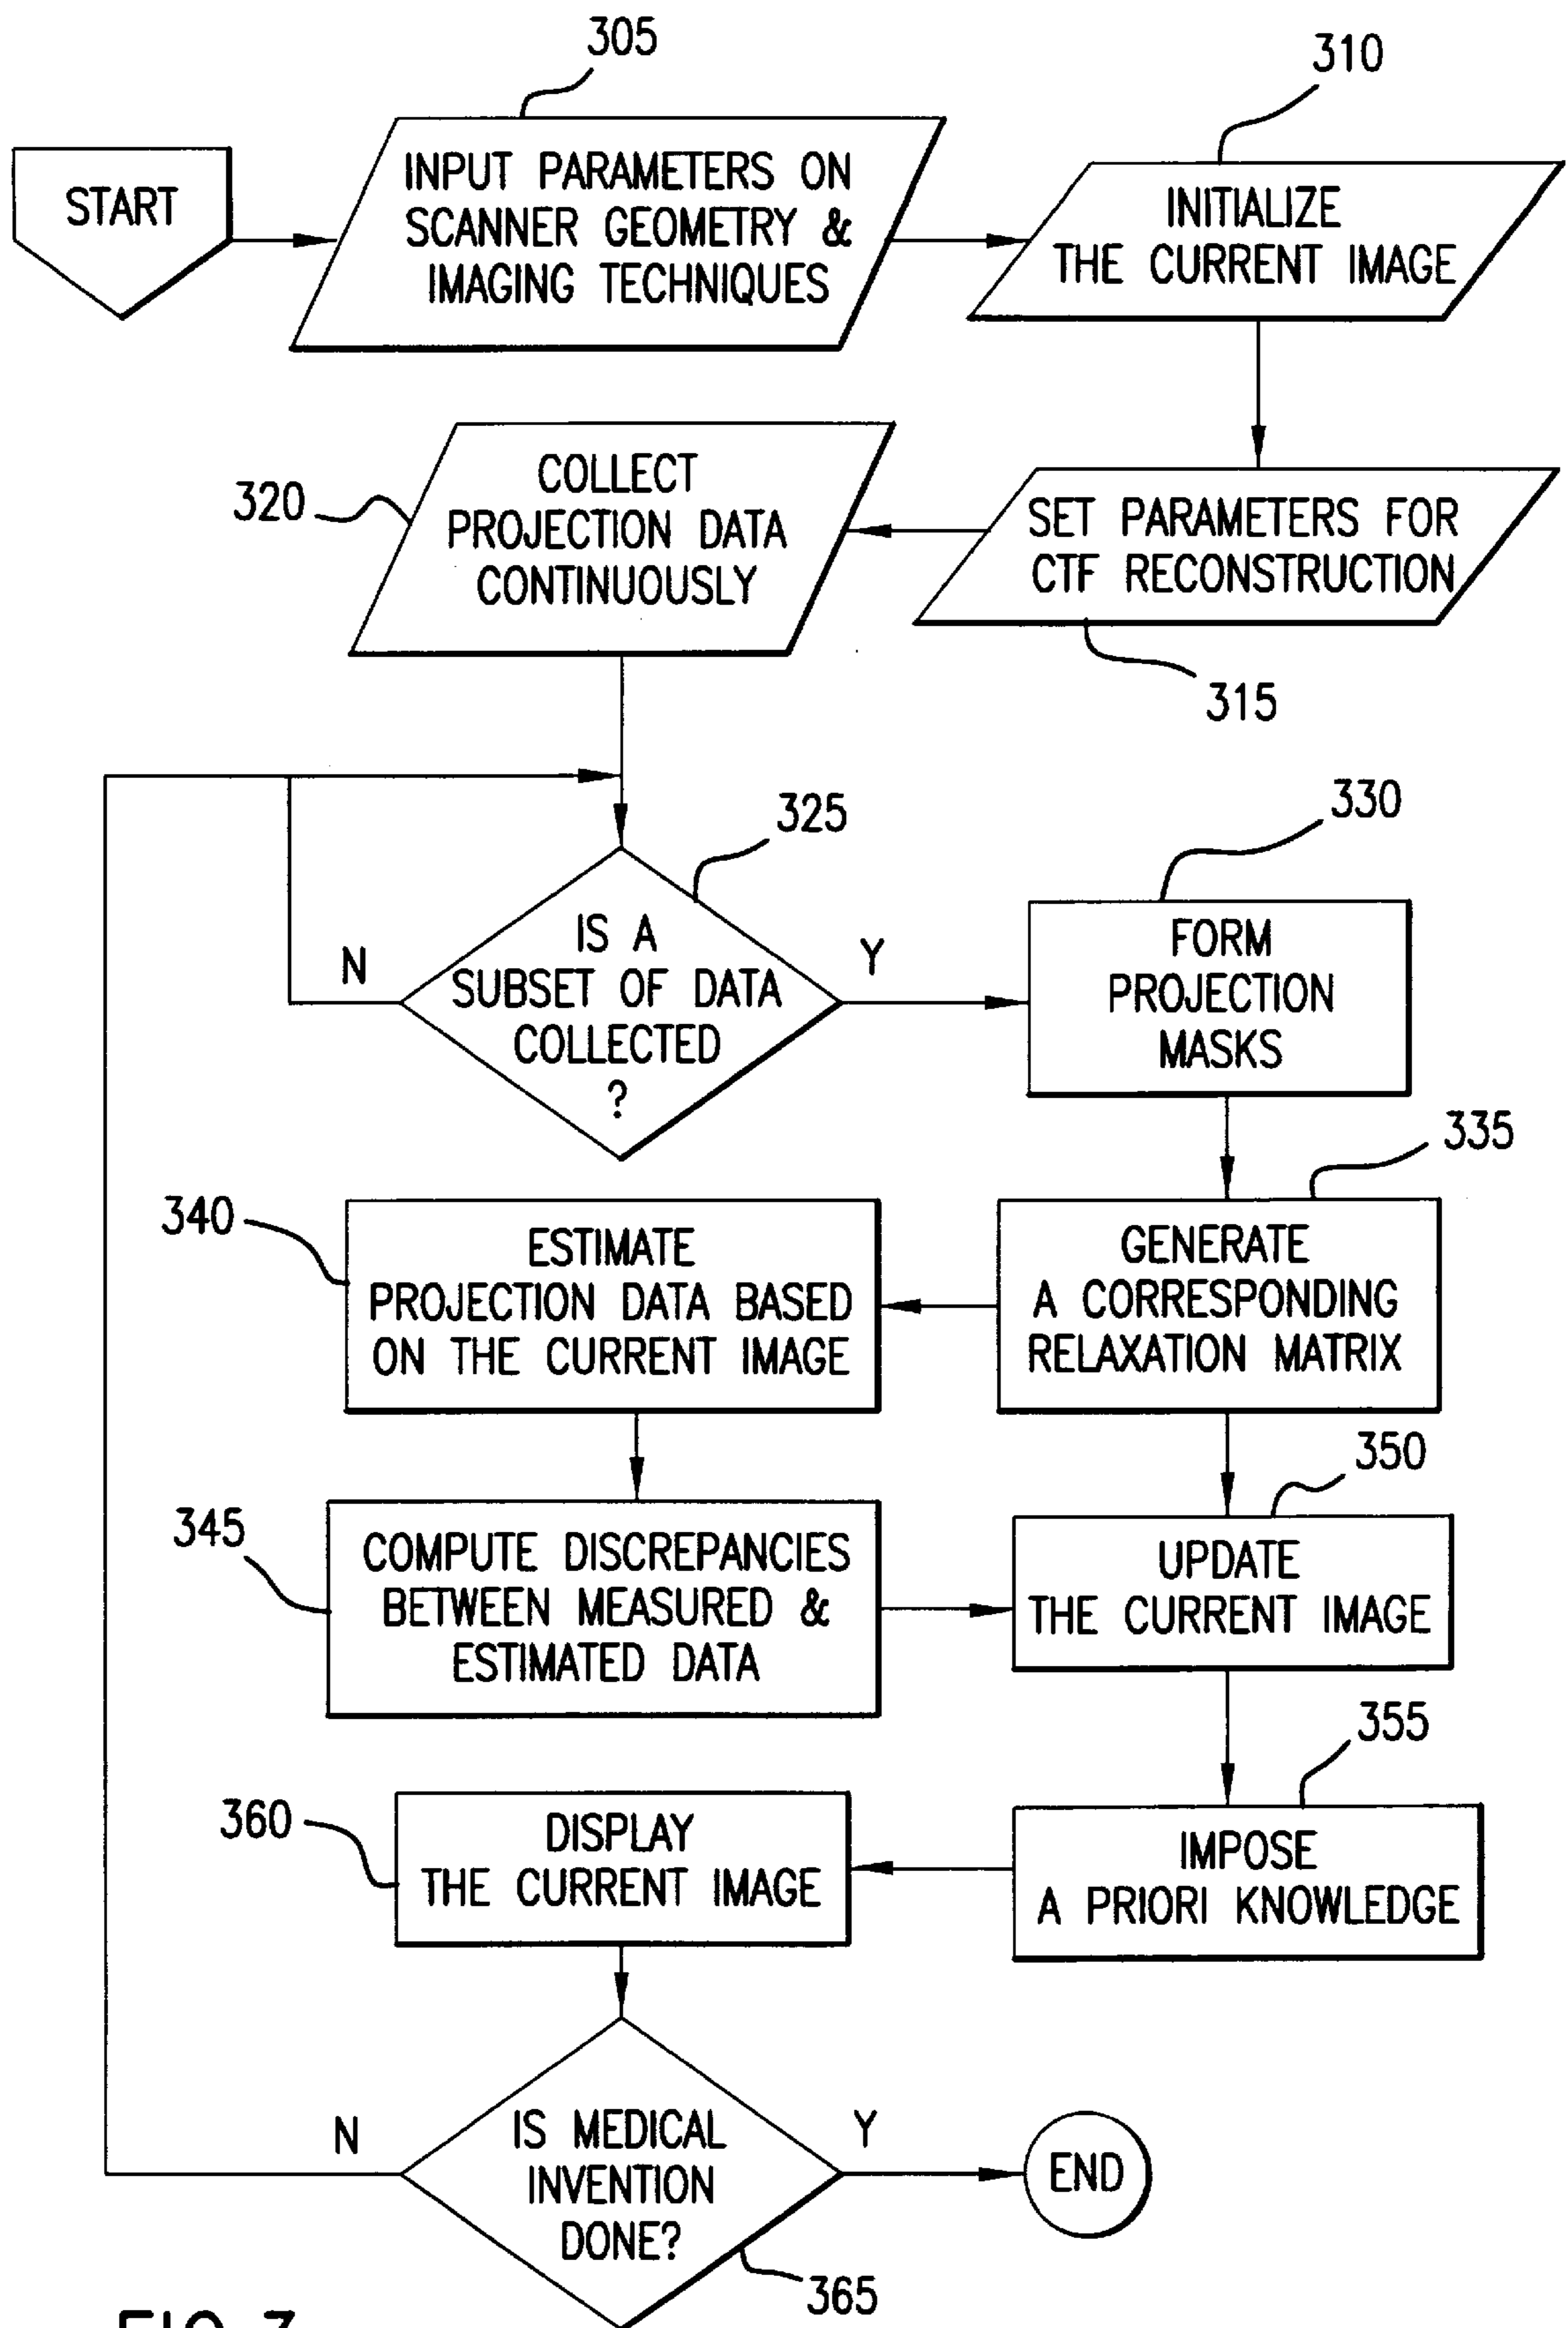 305
310
START
INPUT PARAMETERS ON
SCANNER GEOMETRY &
IMAGING TECHNIQUES
INITIALIZE
THE CURRENT IMAGE
320
COLLECT
PROJECTION DATA
CONTINUOUSLY
SET PARAMETERS FOR
CTF RECONSTRUCTION
315
325
330
N
IS A
SUBSET OF DATA
COLLECTED
?
Y
FORM
PROJECTION
MASKS
335
340
ESTIMATE
PROJECTION DATA BASED
ON THE CURRENT IMAGE
GENERATE
A CORRESPONDING
RELAXATION MATRIX
350
345
COMPUTE DISCREPANCIES
BETWEEN MEASURED &
ESTIMATED DATA
UPDATE
THE CURRENT IMAGE
355
360
DISPLAY
THE CURRENT IMAGE
IMPOSE
A PRIORI KNOWLEDGE
N
IS MEDICAL
INVENTION
DONE?
Y
END
365
FIG.3